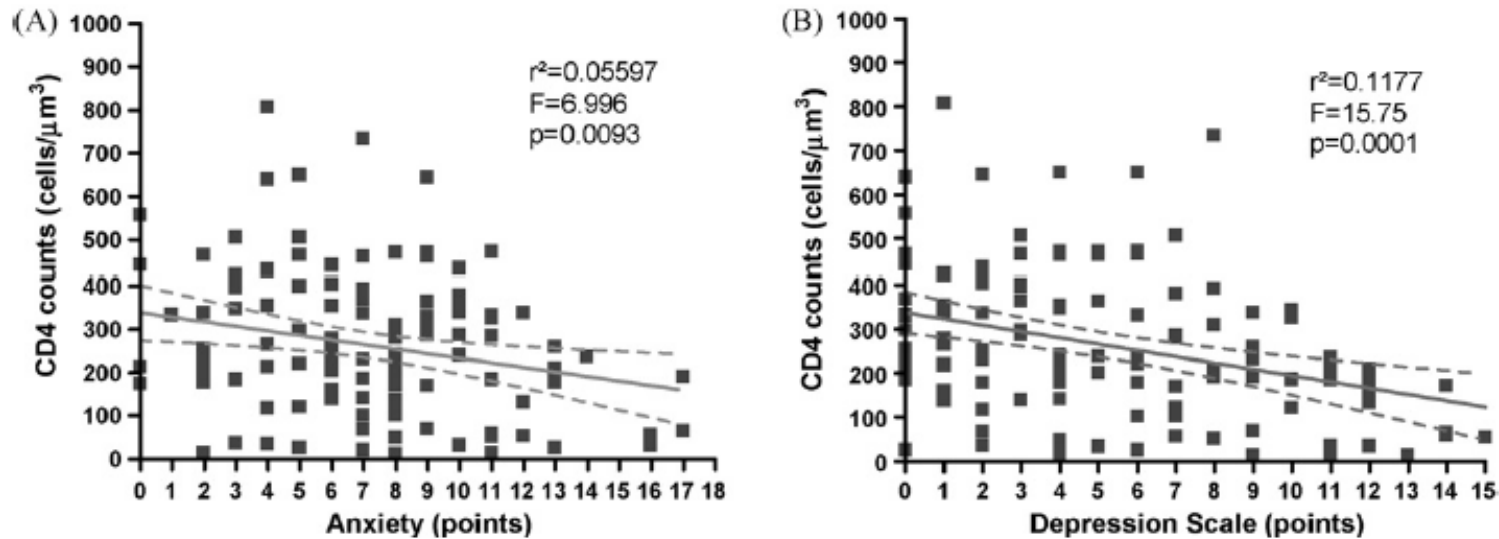 (A)
CD4 counts (cells/μm³)
1000
900
800
700
600
500
400
300
200
100
0
r²=0.05597
F=6.996
p=0.0093
0 1 2 3 4 5 6 7 8 9 10 11 12 13 14 15 16 17 18
Anxiety (points)
(B)
CD4 counts (cells/μm³)
1000
900
800
700
600
500
400
300
200
100
0
r²=0.1177
F=15.75
p=0.0001
0 1 2 3 4 5 6 7 8 9 10 11 12 13 14 15
Depression Scale (points)